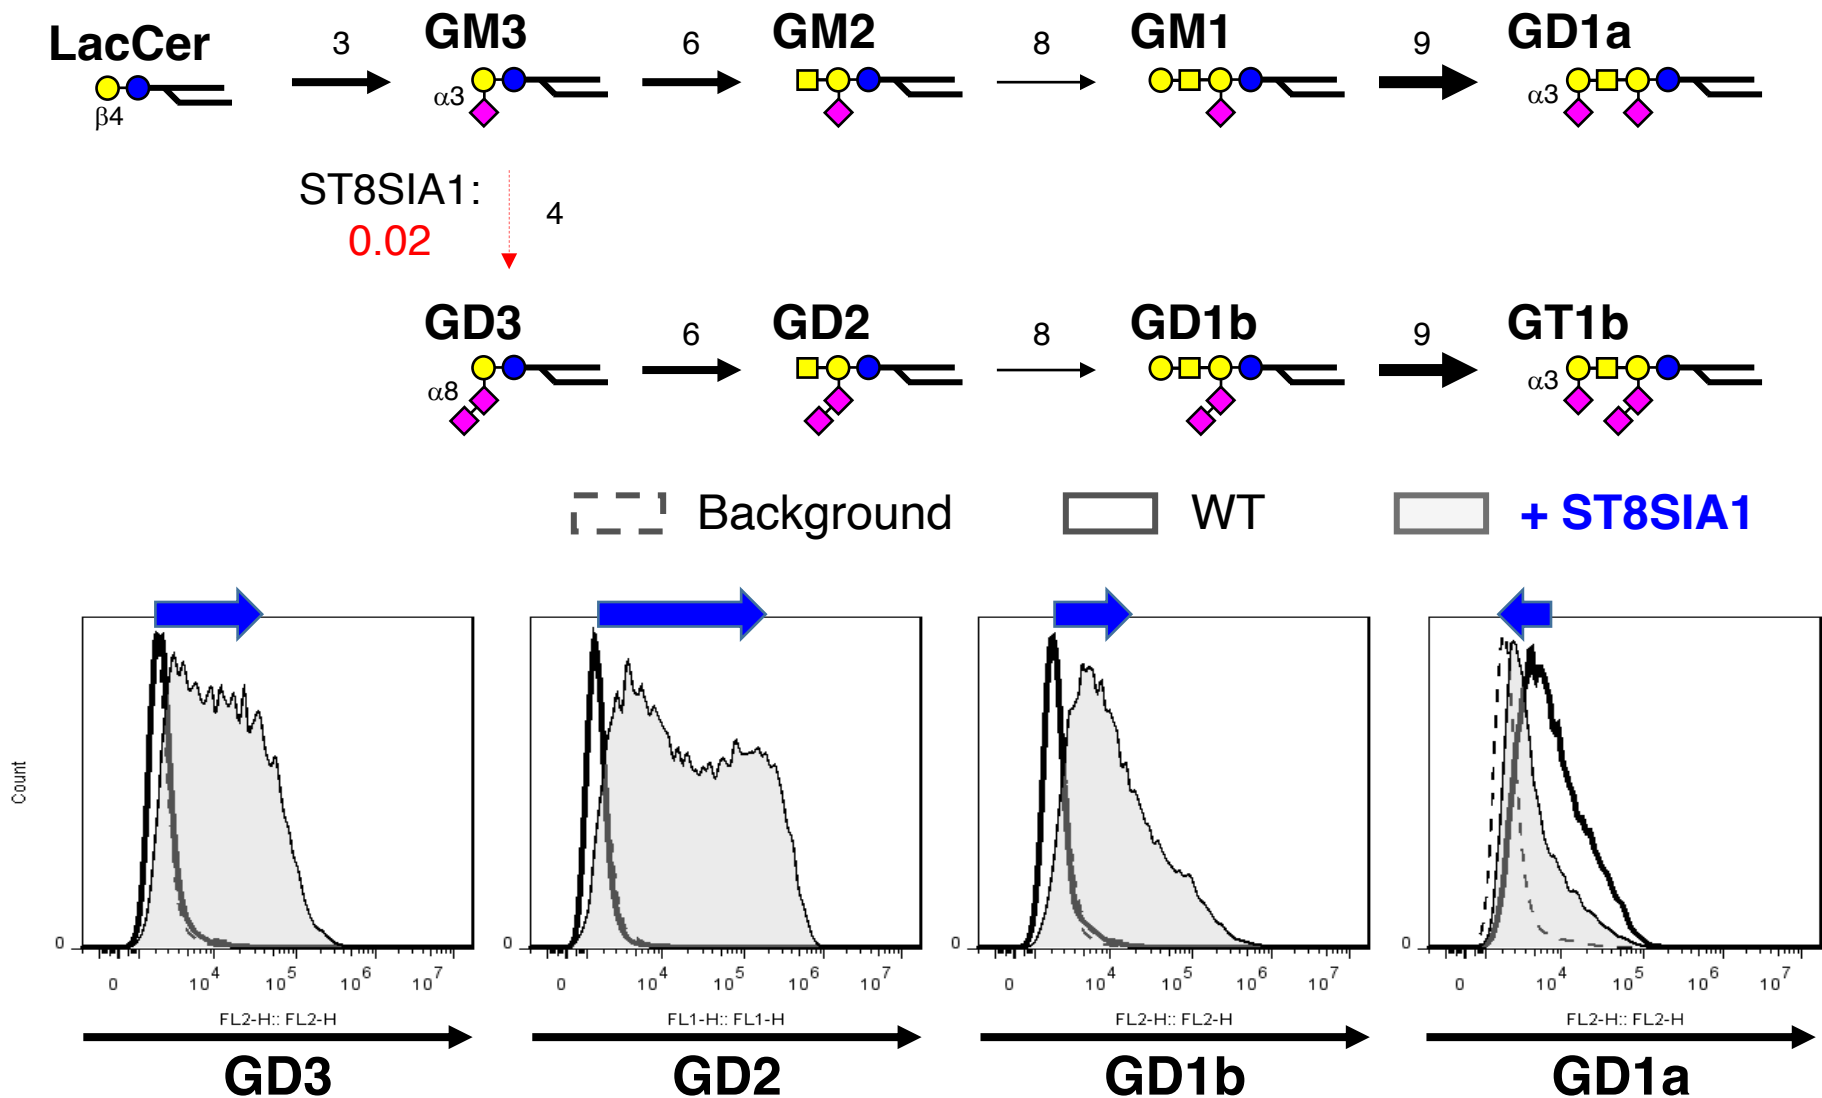 LacCer 3 GM3 6 GM2 8 GM1 9 GD1a
β4 α3 α3
ST8SIA1:
0.02 4
GD3 6 GD2 8 GD1b 9 GT1b
α8 α3
Background WT + ST8SIA1
Count
0 0 0 0
0 10^4 10^5 10^6 10^7 0 10^4 10^5 10^6 10^7 0 10^4 10^5 10^6 10^7 0 10^4 10^5 10^6 10^7
FL2-H:: FL2-H FL1-H:: FL1-H FL2-H:: FL2-H FL2-H:: FL2-H
GD3 GD2 GD1b GD1a